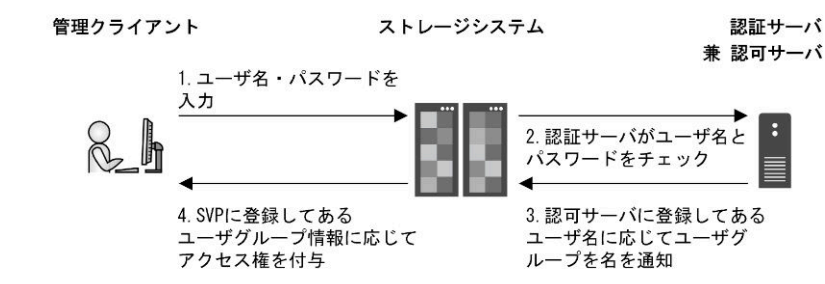 管理クライアント
ストレージシステム
認証サーバ
兼 認可サーバ
1. ユーザ名・パスワードを
入力
2. 認証サーバがユーザ名と
パスワードをチェック
4. SVPに登録してある
ユーザグループ情報に応じて
アクセス権を付与
3. 認可サーバに登録してある
ユーザ名に応じてユーザグ
ループを名を通知